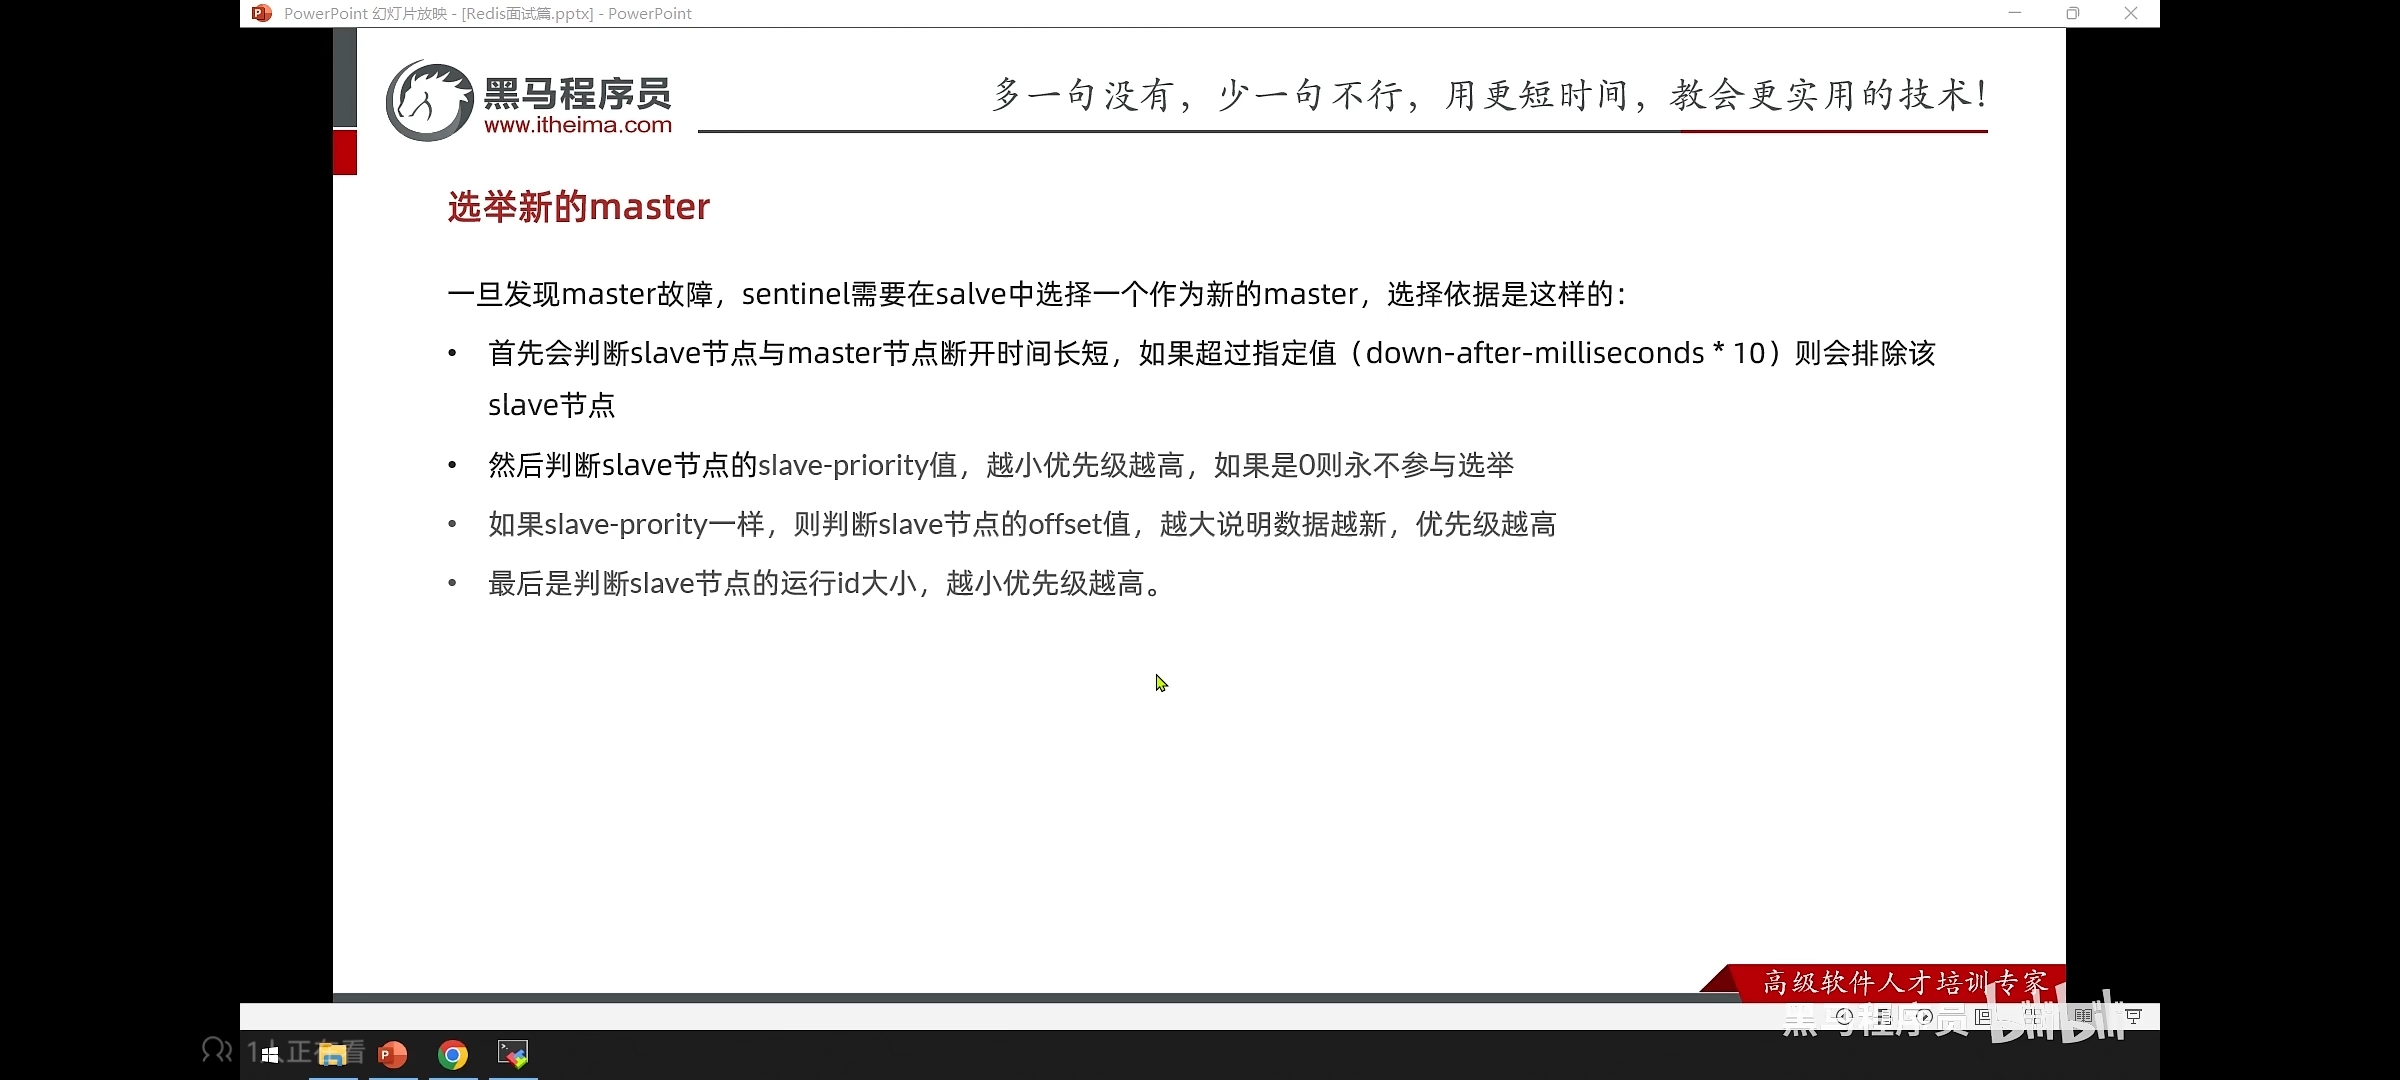 PowerPoint 幻灯片放映 - [Redis面试篇.pptx] - PowerPoint
黑马程序员
www.itheima.com
多一句没有，少一句不行，用更短时间，教会更实用的技术！
选举新的master
一旦发现master故障，sentinel需要在salve中选择一个作为新的master，选择依据是这样的：
• 首先会判断slave节点与master节点断开时间长短，如果超过指定值（down-after-milliseconds * 10）则会排除该
slave节点
• 然后判断slave节点的slave-priority值，越小优先级越高，如果是0则永不参与选举
• 如果slave-prority一样，则判断slave节点的offset值，越大说明数据越新，优先级越高
• 最后是判断slave节点的运行id大小，越小优先级越高。
高级软件人才培训专家
黑马程序员 bilibili
1人正在看